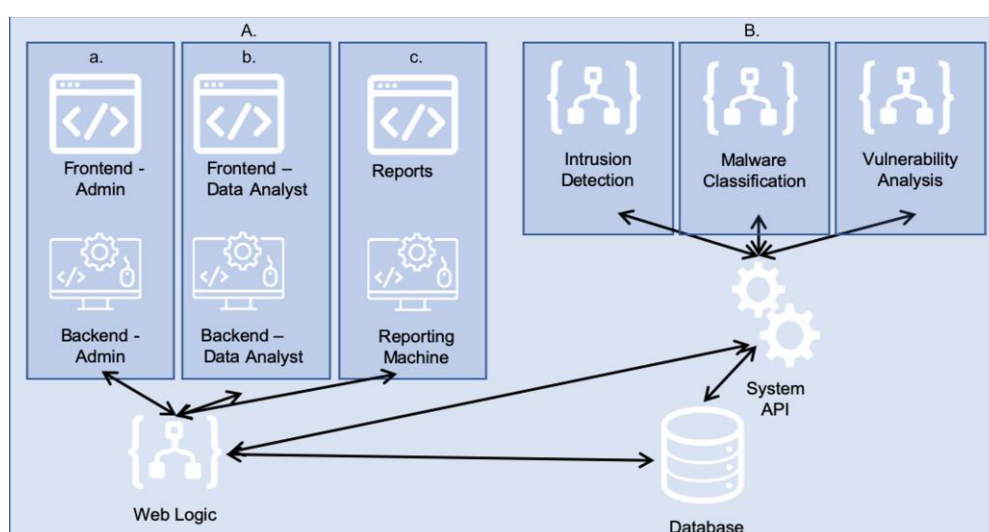 A.
a.
b.
c.
Frontend -
Admin
Frontend –
Data Analyst
Reports
Backend -
Admin
Backend –
Data Analyst
Reporting
Machine
B.
Intrusion
Detection
Malware
Classification
Vulnerability
Analysis
System
API
Web Logic
Database